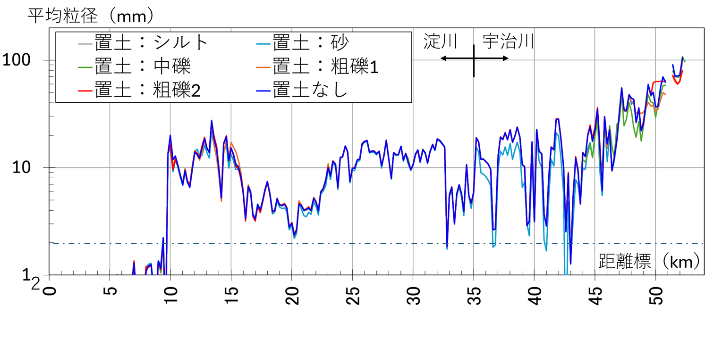 平均粒径（mm）
置土：シルト 置土：砂
置土：中礫 置土：粗礫1
置土：粗礫2 置土なし
淀川 宇治川
100
10
1
2
距離標（km）
0 5 10 15 20 25 30 35 40 45 50